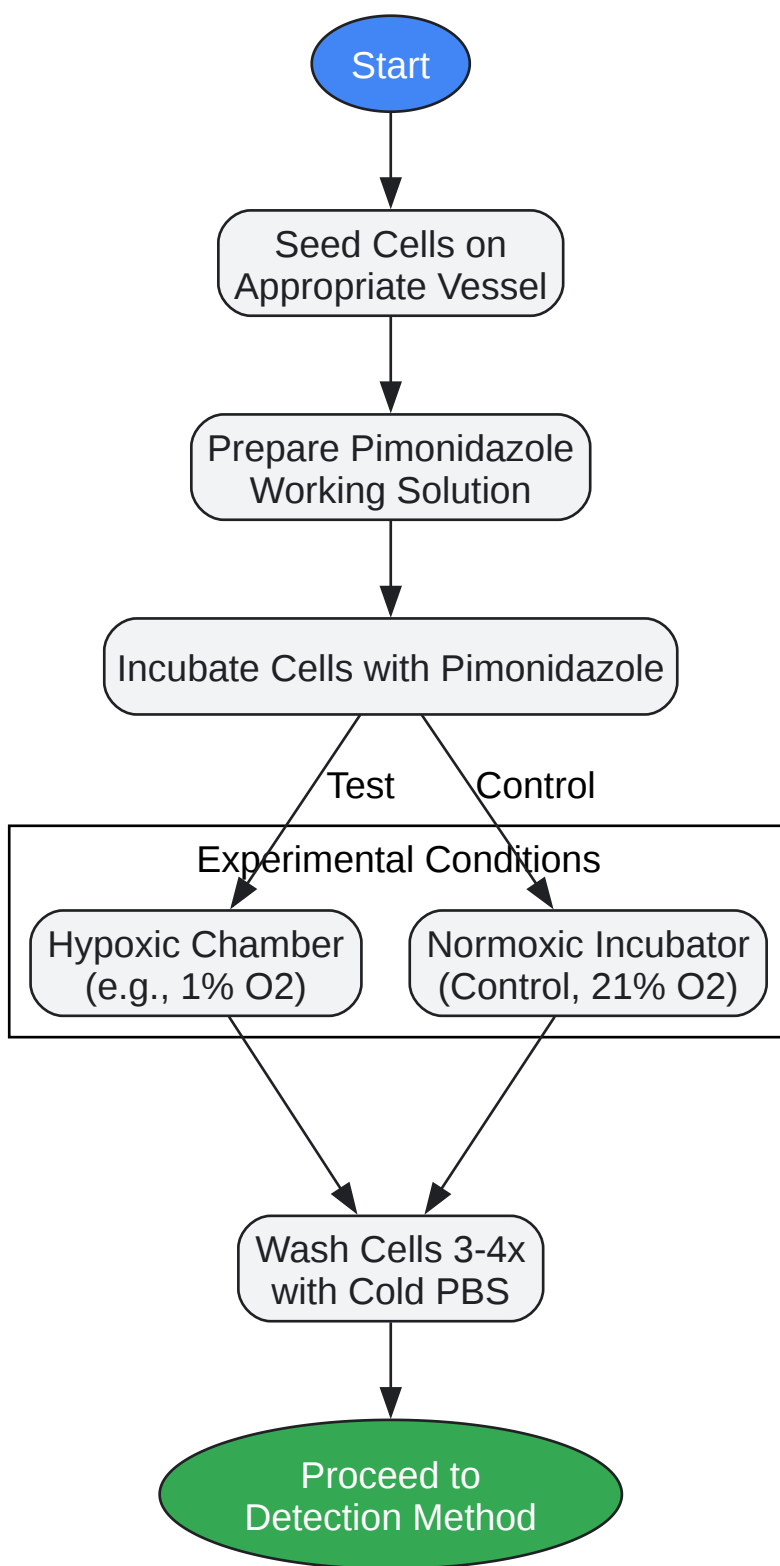 Start
Seed Cells on
Appropriate Vessel
Prepare Pimonidazole
Working Solution
Incubate Cells with Pimonidazole
Test
Control
Experimental Conditions
Hypoxic Chamber
(e.g., 1% O2)
Normoxic Incubator
(Control, 21% O2)
Wash Cells 3-4x
with Cold PBS
Proceed to
Detection Method